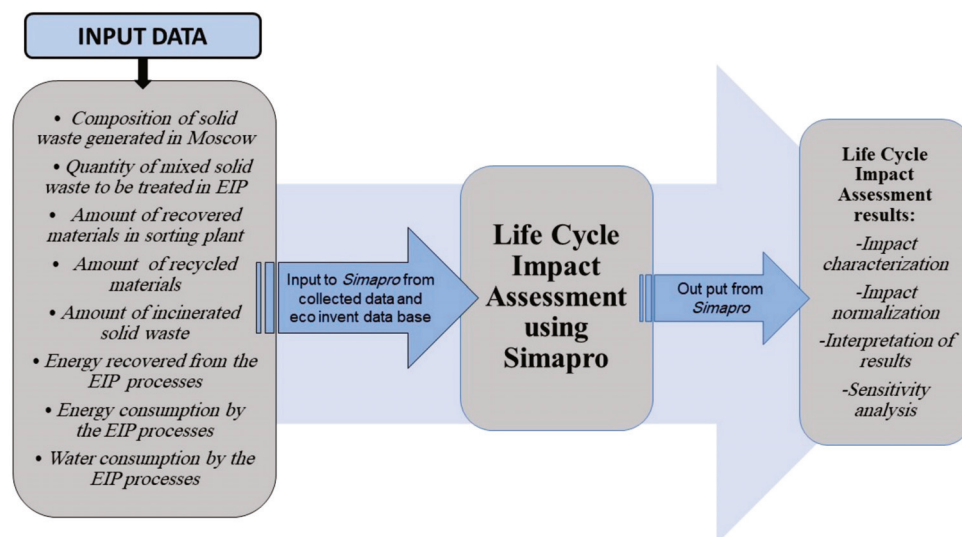 INPUT DATA
• Composition of solid
waste generated in Moscow
• Quantity of mixed solid
waste to be treated in EIP
• Amount of recovered
materials in sorting plant
• Amount of recycled
materials
• Amount of incinerated
solid waste
• Energy recovered from the
EIP processes
• Energy consumption by
the EIP processes
• Water consumption by the
EIP processes
Input to Simapro from
collected data and
eco invent data base
Life Cycle
Impact
Assessment
using
Simapro
Out put from
Simapro
Life Cycle
Impact
Assessment
results:
-Impact
characterization
-Impact
normalization
-Interpretation of
results
-Sensitivity
analysis